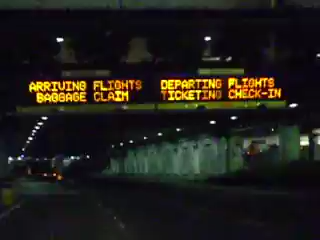 ARRIVING FLIGHTS
BAGGAGE CLAIM
DEPARTING FLIGHTS
TICKETING CHECK-IN